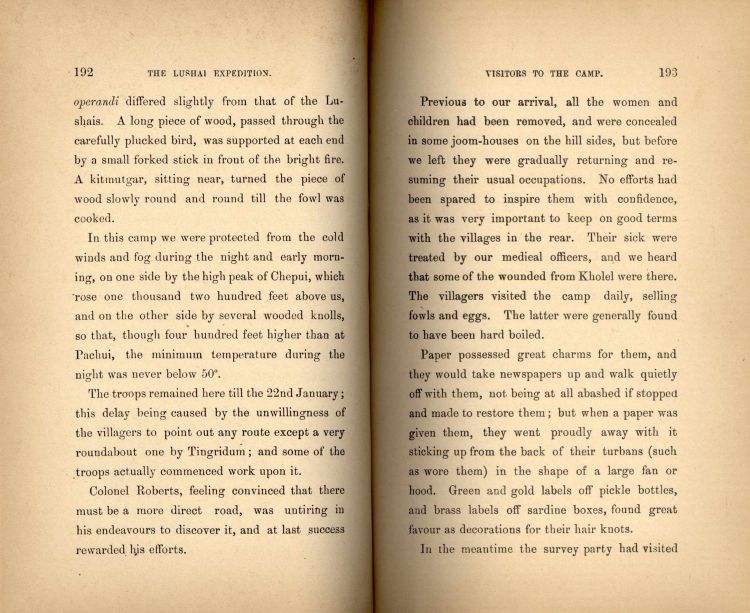 192 THE LUSHAI EXPEDITION.
operandi differed slightly from that of the Lu-
shais. A long piece of wood, passed through the
carefully plucked bird, was supported at each end
by a small forked stick in front of the bright fire.
A kitmutgar, sitting near, turned the piece of
wood slowly round and round till the fowl was
cooked.
In this camp we were protected from the cold
winds and fog during the night and early morn-
ing, on one side by the high peak of Chepui, which
rose one thousand two hundred feet above us,
and on the other side by several wooded knolls,
so that, though four hundred feet higher than at
Pachui, the minimum temperature during the
night was never below 50°.
The troops remained here till the 22nd January;
this delay being caused by the unwillingness of
the villagers to point out any route except a very
roundabout one by Tingridum; and some of the
troops actually commenced work upon it.
Colonel Roberts, feeling convinced that there
must be a more direct road, was untiring in
his endeavours to discover it, and at last success
rewarded his efforts.
VISITORS TO THE CAMP. 193
Previous to our arrival, all the women and
children had been removed, and were concealed
in some joom-houses on the hill sides, but before
we left they were gradually returning and re-
suming their usual occupations. No efforts had
been spared to inspire them with confidence,
as it was very important to keep on good terms
with the villages in the rear. Their sick were
treated by our medical officers, and we heard
that some of the wounded from Kholel were there.
The villagers visited the camp daily, selling
fowls and eggs. The latter were generally found
to have been hard boiled.
Paper possessed great charms for them, and
they would take newspapers up and walk quietly
off with them, not being at all abashed if stopped
and made to restore them; but when a paper was
given them, they went proudly away with it
sticking up from the back of their turbans (such
as wore them) in the shape of a large fan or
hood. Green and gold labels off pickle bottles,
and brass labels off sardine boxes, found great
favour as decorations for their hair knots.
In the meantime the survey party had visited